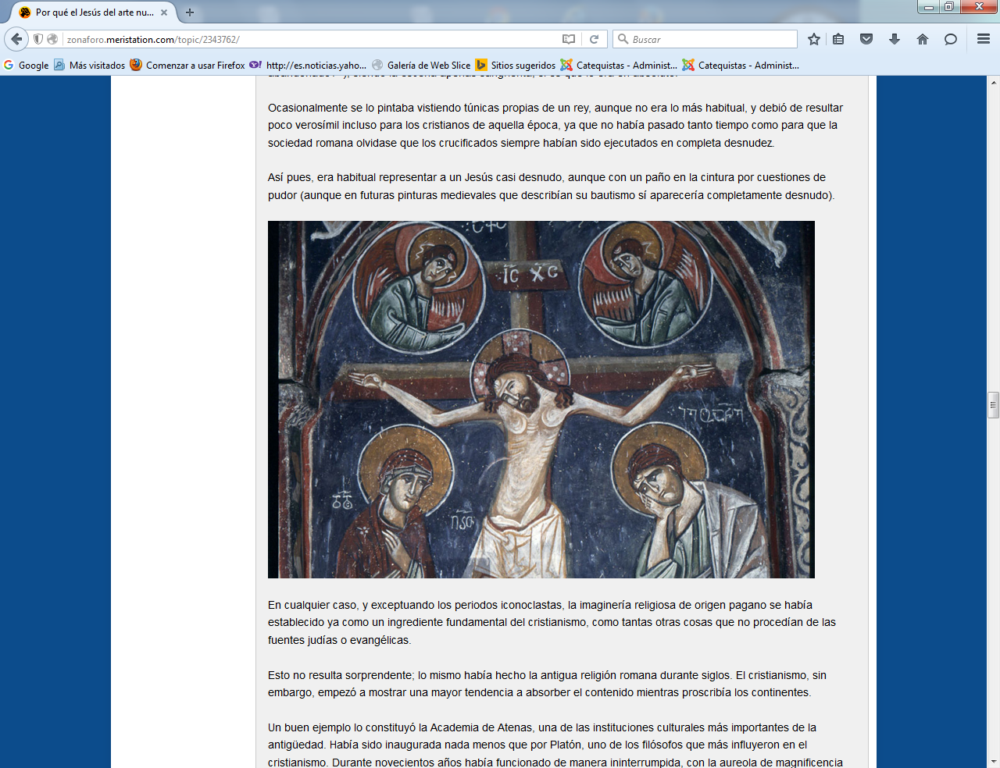 Por qué el Jesús del arte nu...
zonaforo.meristation.com/topic/2343762/
Buscar
Google
Más visitados
Comenzar a usar Firefox
http://es.noticias.yaho...
Galería de Web Slice
Sitios sugeridos
Catequistas - Administ...
Catequistas - Administ...
Ocasionalmente se lo pintaba vistiendo túnicas propias de un rey, aunque no era lo más habitual, y debió de resultar
poco verosímil incluso para los cristianos de aquella época, ya que no había pasado tanto tiempo como para que la
sociedad romana olvidase que los crucificados siempre habían sido ejecutados en completa desnudez.
Así pues, era habitual representar a un Jesús casi desnudo, aunque con un paño en la cintura por cuestiones de
pudor (aunque en futuras pinturas medievales que describían su bautismo sí aparecería completamente desnudo).
IC XC
En cualquier caso, y exceptuando los periodos iconoclastas, la imaginería religiosa de origen pagano se había
establecido ya como un ingrediente fundamental del cristianismo, como tantas otras cosas que no procedían de las
fuentes judías o evangélicas.
Esto no resulta sorprendente; lo mismo había hecho la antigua religión romana durante siglos. El cristianismo, sin
embargo, empezó a mostrar una mayor tendencia a absorber el contenido mientras proscribía los continentes.
Un buen ejemplo lo constituyó la Academia de Atenas, una de las instituciones culturales más importantes de la
antigüedad. Había sido inaugurada nada menos que por Platón, uno de los filósofos que más influyeron en el
cristianismo. Durante novecientos años había funcionado de manera ininterrumpida, con la aureola de magnificencia